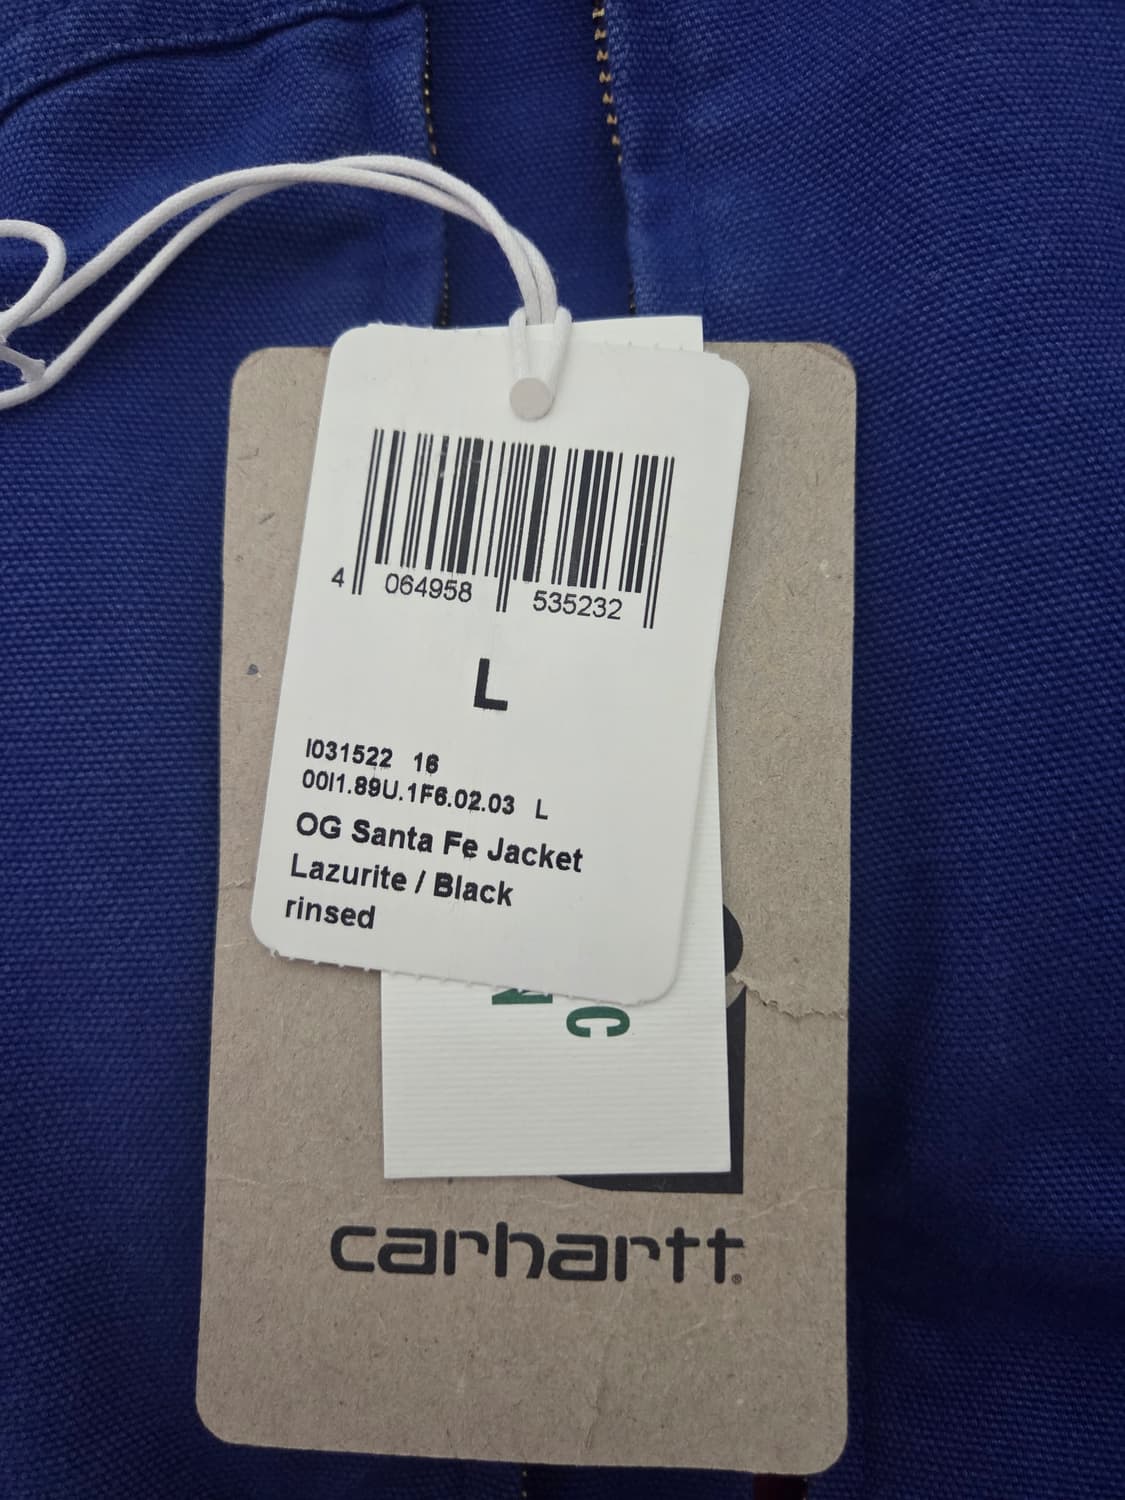 4 064958 535232
L
I031522 16
00I1.89U.1F6.02.03 L
OG Santa Fe Jacket
Lazurite / Black
rinsed
N
C
carhartt®